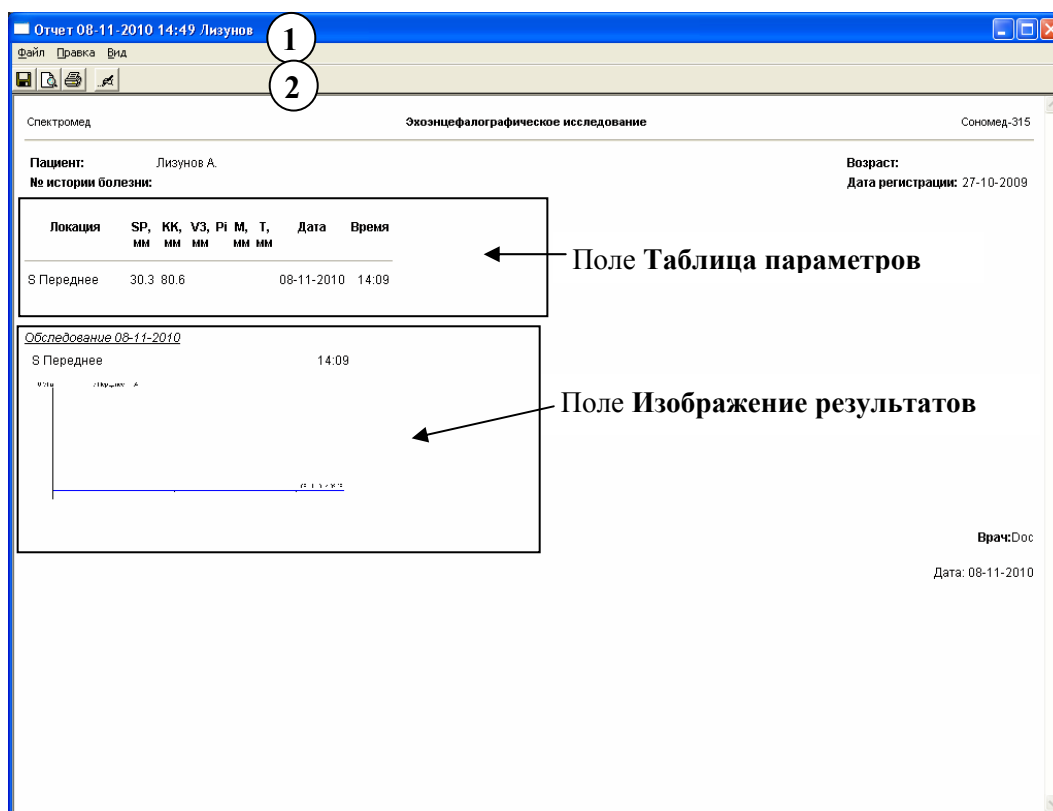 Отчет 08-11-2010 14:49 Лизунов
1
Файл Правка Вид
2
Спектромед Эхоэнцефалографическое исследование Сономед-315
Пациент: Лизунов А. Возраст:
№ истории болезни: Дата регистрации: 27-10-2009
Локация SP, КК, V3, Pi М, Т, Дата Время
мм мм мм мм мм
S Переднее 30.3 80.6 08-11-2010 14:09
Поле Таблица параметров
Обследование 08-11-2010
S Переднее 14:09
Поле Изображение результатов
Врач:Doc
Дата: 08-11-2010